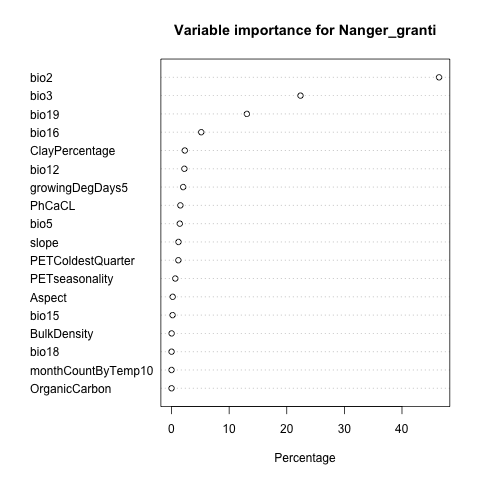 Variable importance for Nanger_granti
bio2
bio3
bio19
bio16
ClayPercentage
bio12
growingDegDays5
PhCaCL
bio5
slope
PETColdestQuarter
PETseasonality
Aspect
bio15
BulkDensity
bio18
monthCountByTemp10
OrganicCarbon
0 10 20 30 40
Percentage